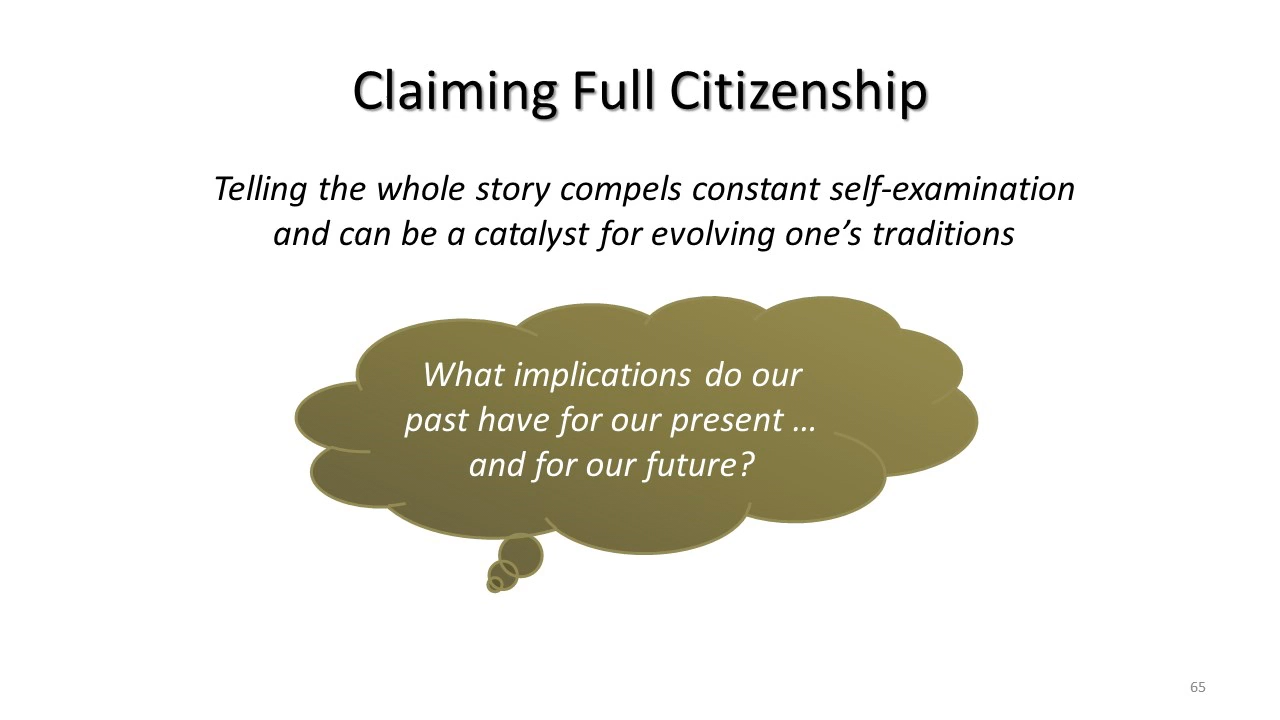 Claiming Full Citizenship
Telling the whole story compels constant self-examination
and can be a catalyst for evolving one’s traditions
What implications do our
past have for our present …
and for our future?
65